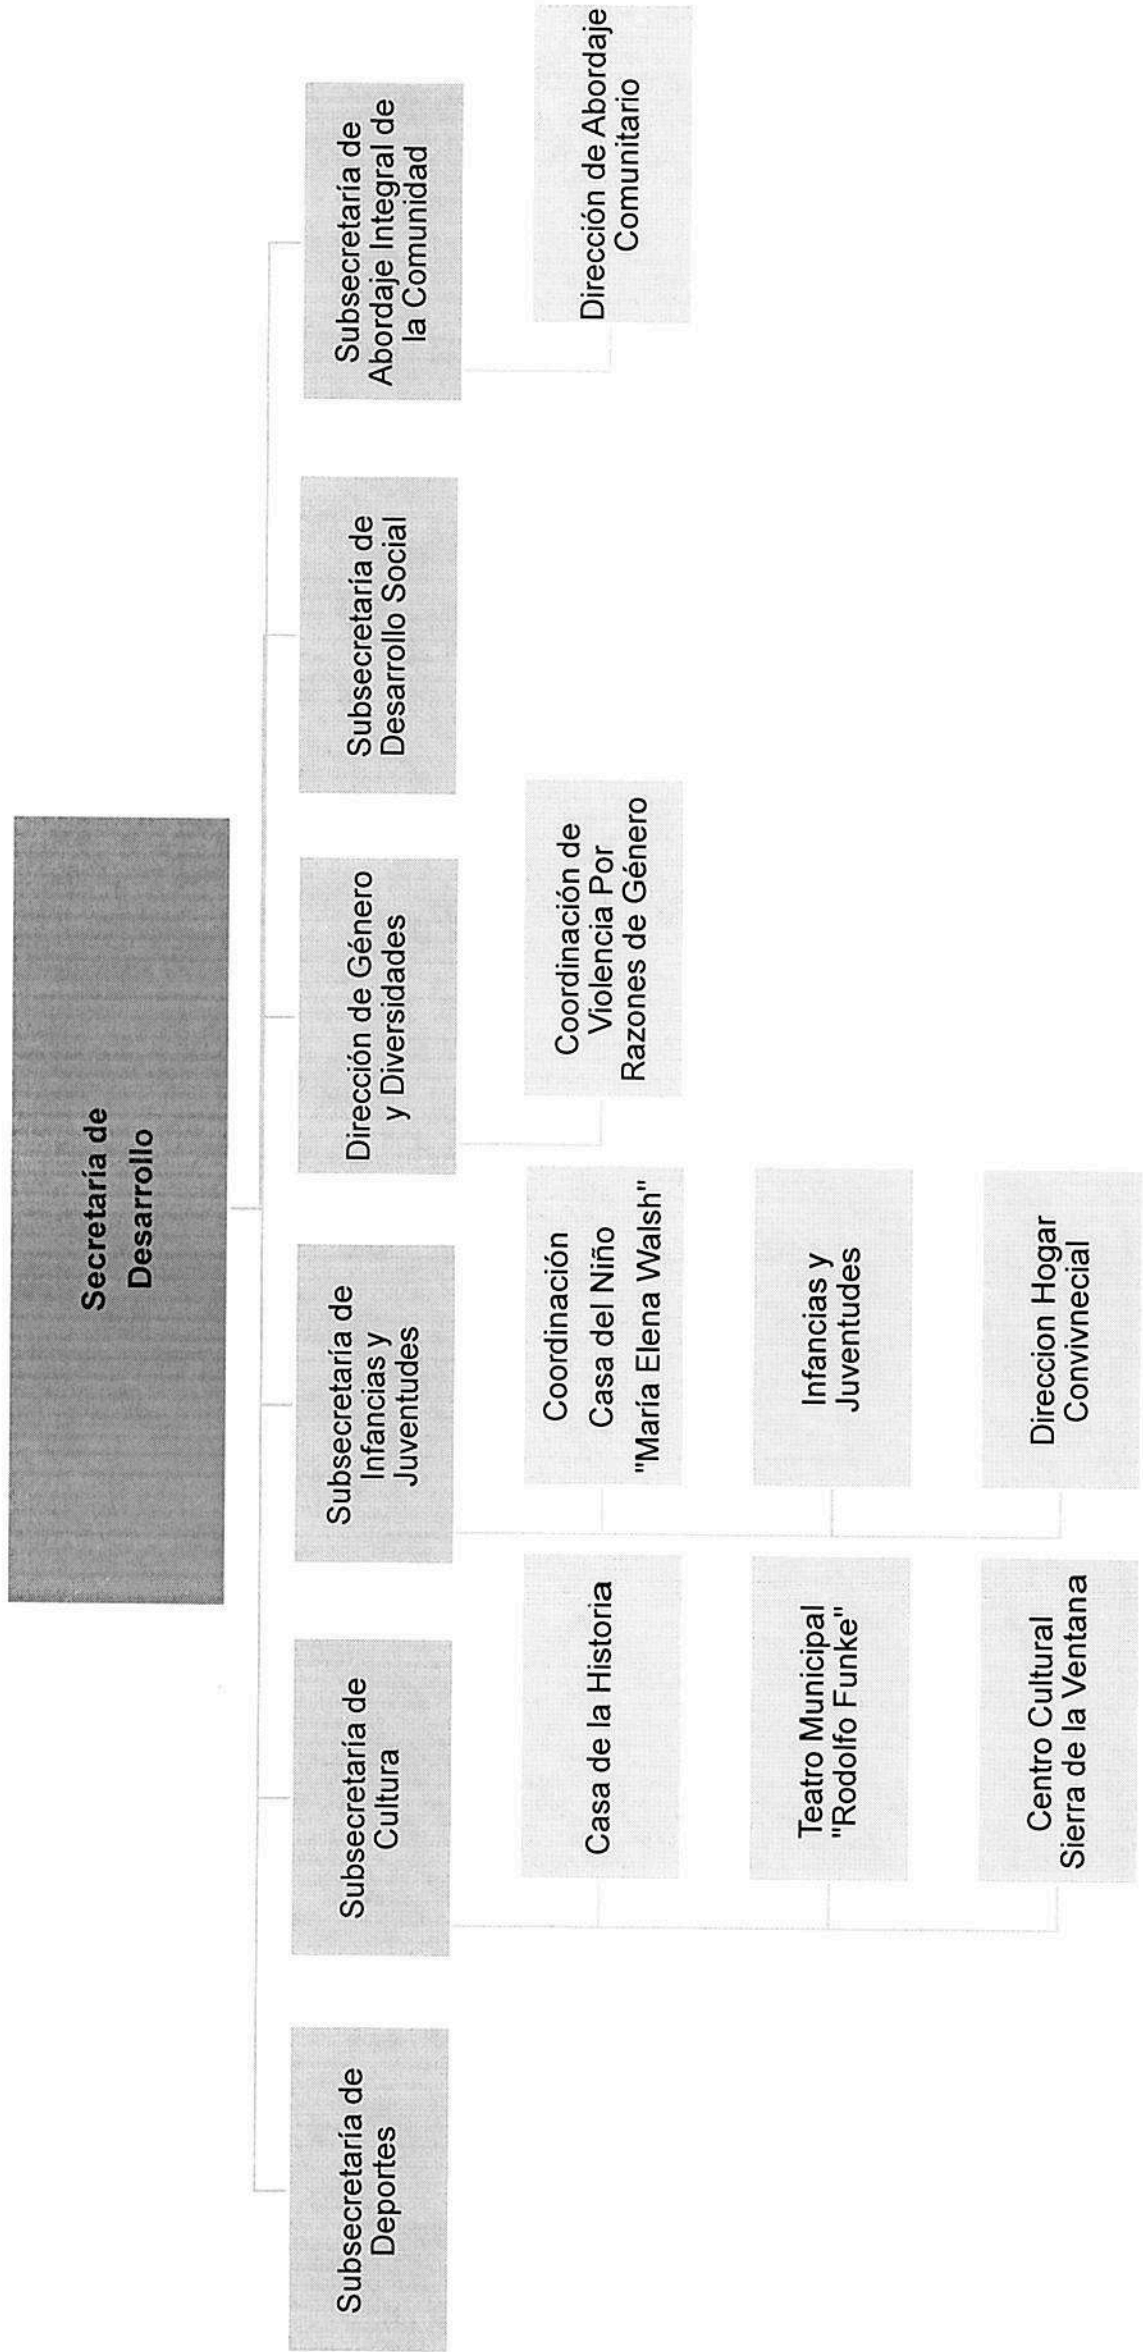 Secretaría de
Desarrollo
Subsecretaría de
Deportes
Subsecretaría de
Cultura
Subsecretaría de
Infancias y
Juventudes
Dirección de Género
y Diversidades
Subsecretaría de
Desarrollo Social
Subsecretaría de
Abordaje Integral de
la Comunidad
Casa de la Historia
Teatro Municipal
"Rodolfo Funke"
Centro Cultural
Sierra de la Ventana
Coordinación
Casa del Niño
"María Elena Walsh"
Infancias y
Juventudes
Direccion Hogar
Convivnecial
Coordinación de
Violencia Por
Razones de Género
Dirección de Abordaje
Comunitario